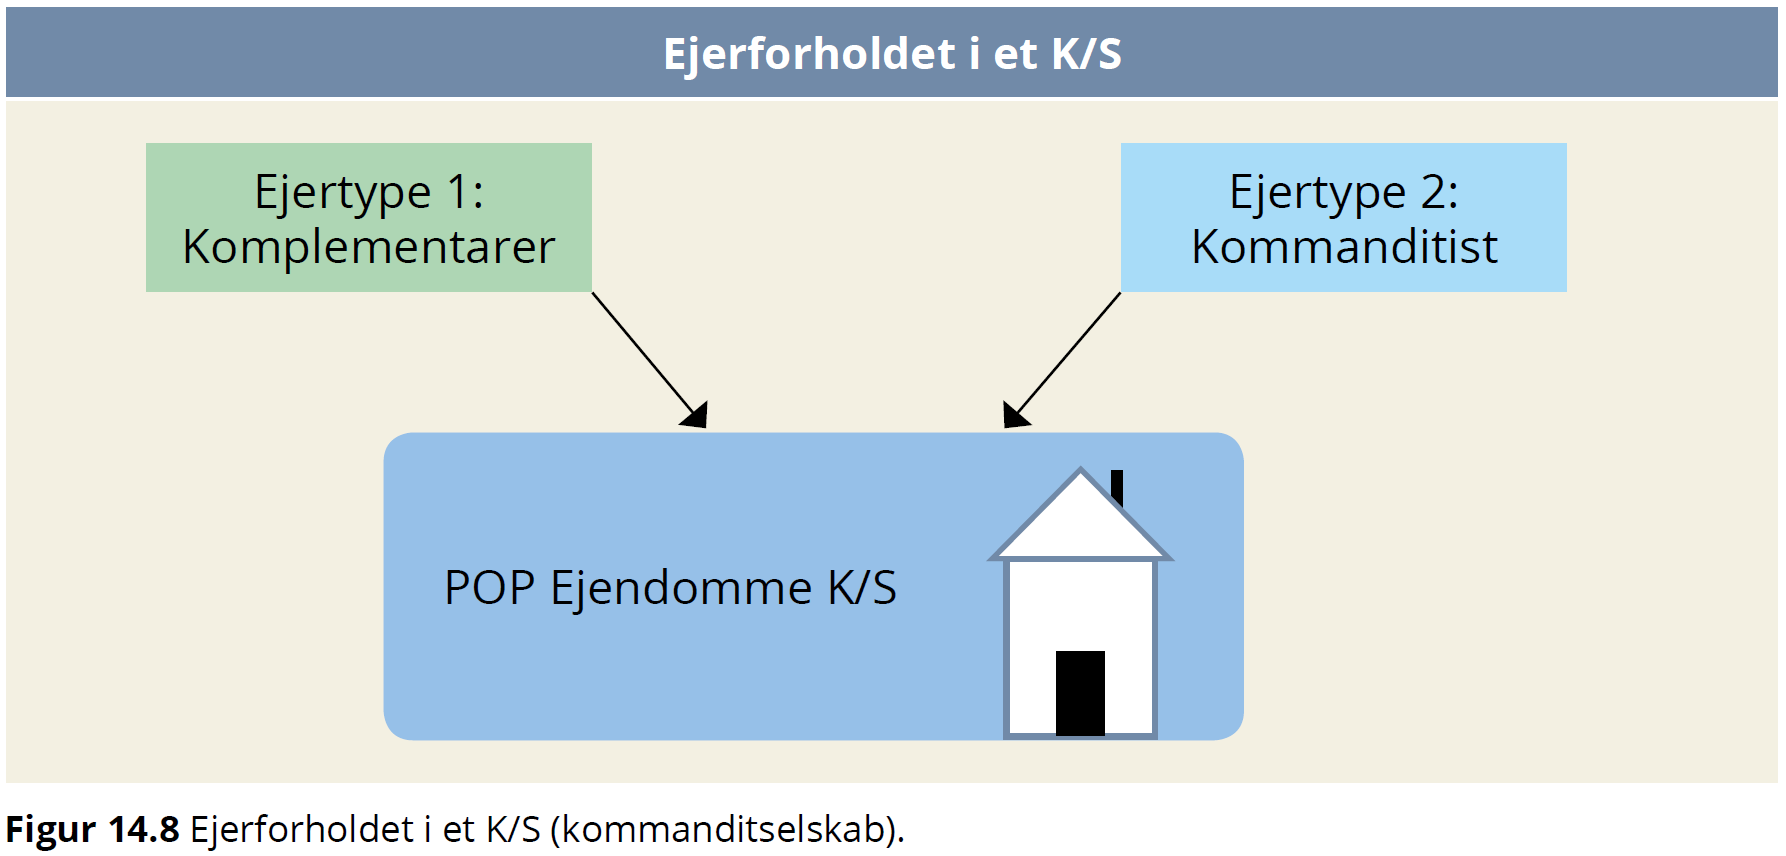 Ejerforholdet i et K/S
Ejertype 1:
Komplementarer
Ejertype 2:
Kommanditist
POP Ejendomme K/S
Figur 14.8 Ejerforholdet i et K/S (kommanditselskab).